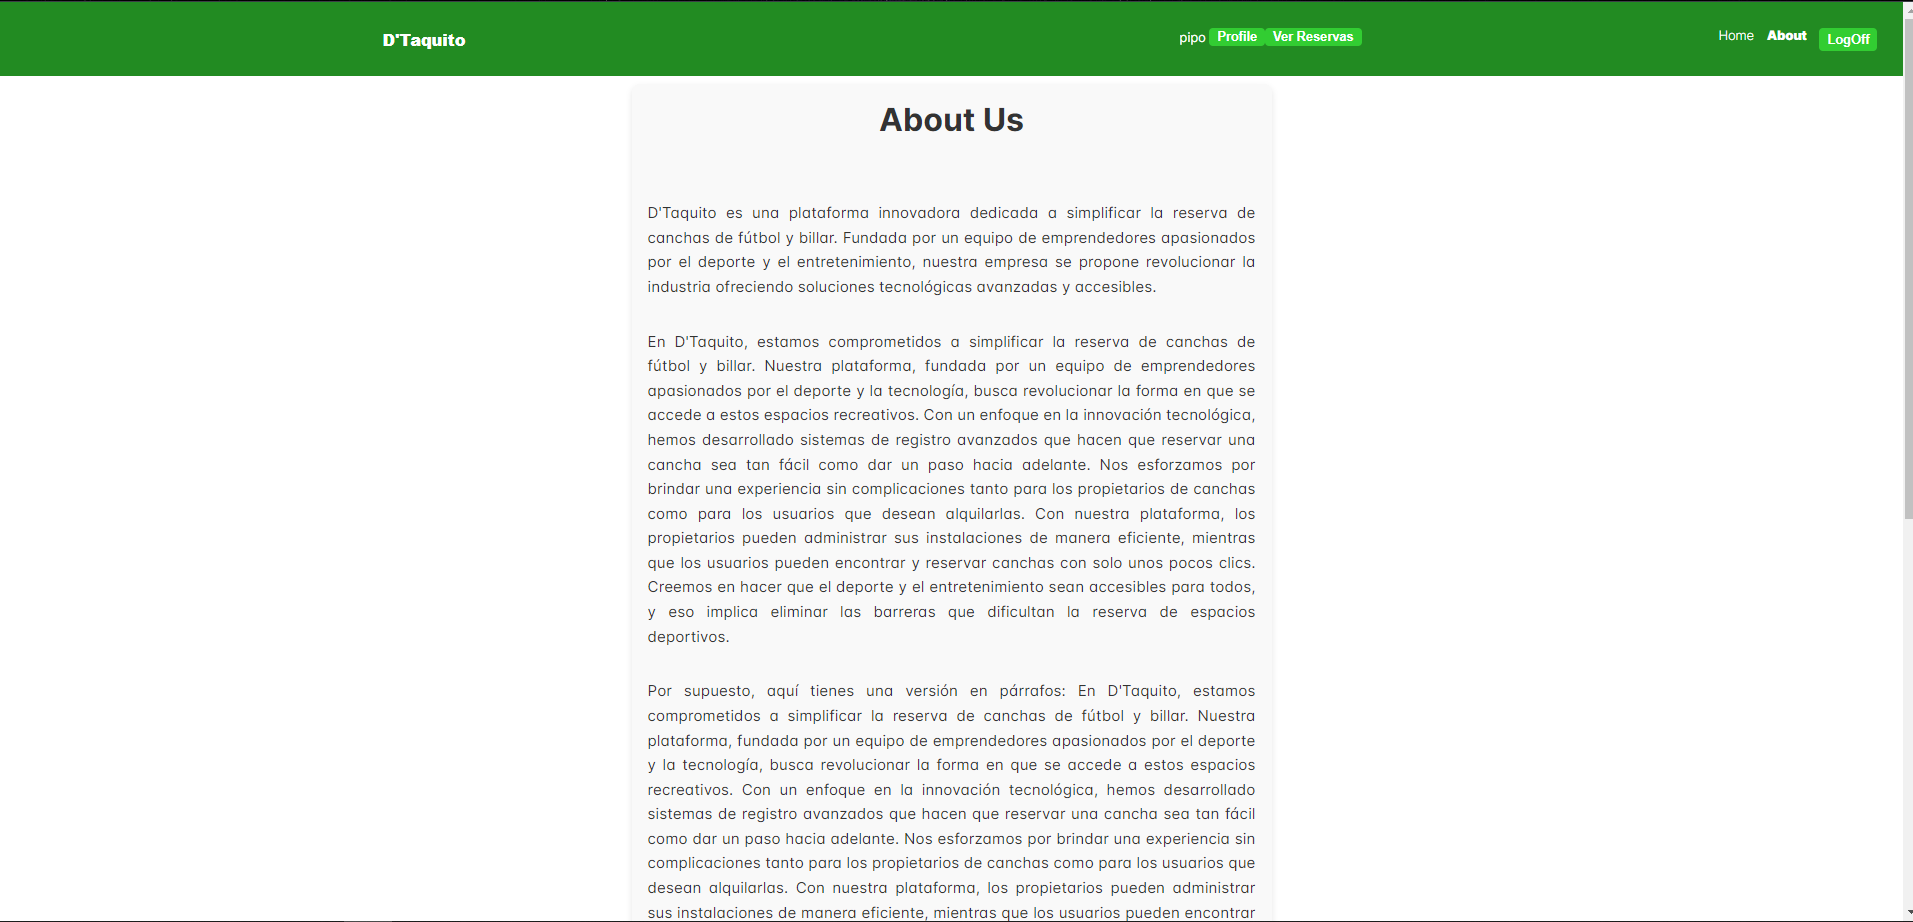 D'Taquito
pipo Profile Ver Reservas
Home About LogOff
About Us
D'Taquito es una plataforma innovadora dedicada a simplificar la reserva de
canchas de fútbol y billar. Fundada por un equipo de emprendedores apasionados
por el deporte y el entretenimiento, nuestra empresa se propone revolucionar la
industria ofreciendo soluciones tecnológicas avanzadas y accesibles.
En D'Taquito, estamos comprometidos a simplificar la reserva de canchas de
fútbol y billar. Nuestra plataforma, fundada por un equipo de emprendedores
apasionados por el deporte y la tecnología, busca revolucionar la forma en que se
accede a estos espacios recreativos. Con un enfoque en la innovación tecnológica,
hemos desarrollado sistemas de registro avanzados que hacen que reservar una
cancha sea tan fácil como dar un paso hacia adelante. Nos esforzamos por
brindar una experiencia sin complicaciones tanto para los propietarios de canchas
como para los usuarios que desean alquilarlas. Con nuestra plataforma, los
propietarios pueden administrar sus instalaciones de manera eficiente, mientras
que los usuarios pueden encontrar y reservar canchas con solo unos pocos clics.
Creemos en hacer que el deporte y el entretenimiento sean accesibles para todos,
y eso implica eliminar las barreras que dificultan la reserva de espacios
deportivos.
Por supuesto, aquí tienes una versión en párrafos: En D'Taquito, estamos
comprometidos a simplificar la reserva de canchas de fútbol y billar. Nuestra
plataforma, fundada por un equipo de emprendedores apasionados por el deporte
y la tecnología, busca revolucionar la forma en que se accede a estos espacios
recreativos. Con un enfoque en la innovación tecnológica, hemos desarrollado
sistemas de registro avanzados que hacen que reservar una cancha sea tan fácil
como dar un paso hacia adelante. Nos esforzamos por brindar una experiencia sin
complicaciones tanto para los propietarios de canchas como para los usuarios que
desean alquilarlas. Con nuestra plataforma, los propietarios pueden administrar
sus instalaciones de manera eficiente, mientras que los usuarios pueden encontrar